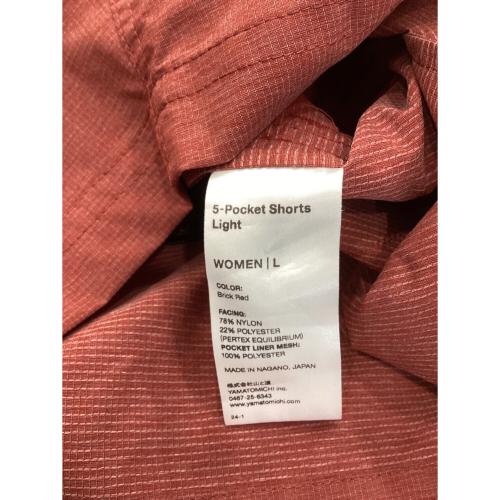 5-Pocket Shorts
Light
WOMEN | L
COLOR:
Brick Red
FACING:
78% NYLON
22% POLYESTER
(PERTEX EQUILIBRIUM)
POCKET LINER MESH:
100% POLYESTER
MADE IN NAGANO, JAPAN
株式会社山と道
YAMATOMICHI inc.
0467-25-6343
www.yamatomichi.com
24-1